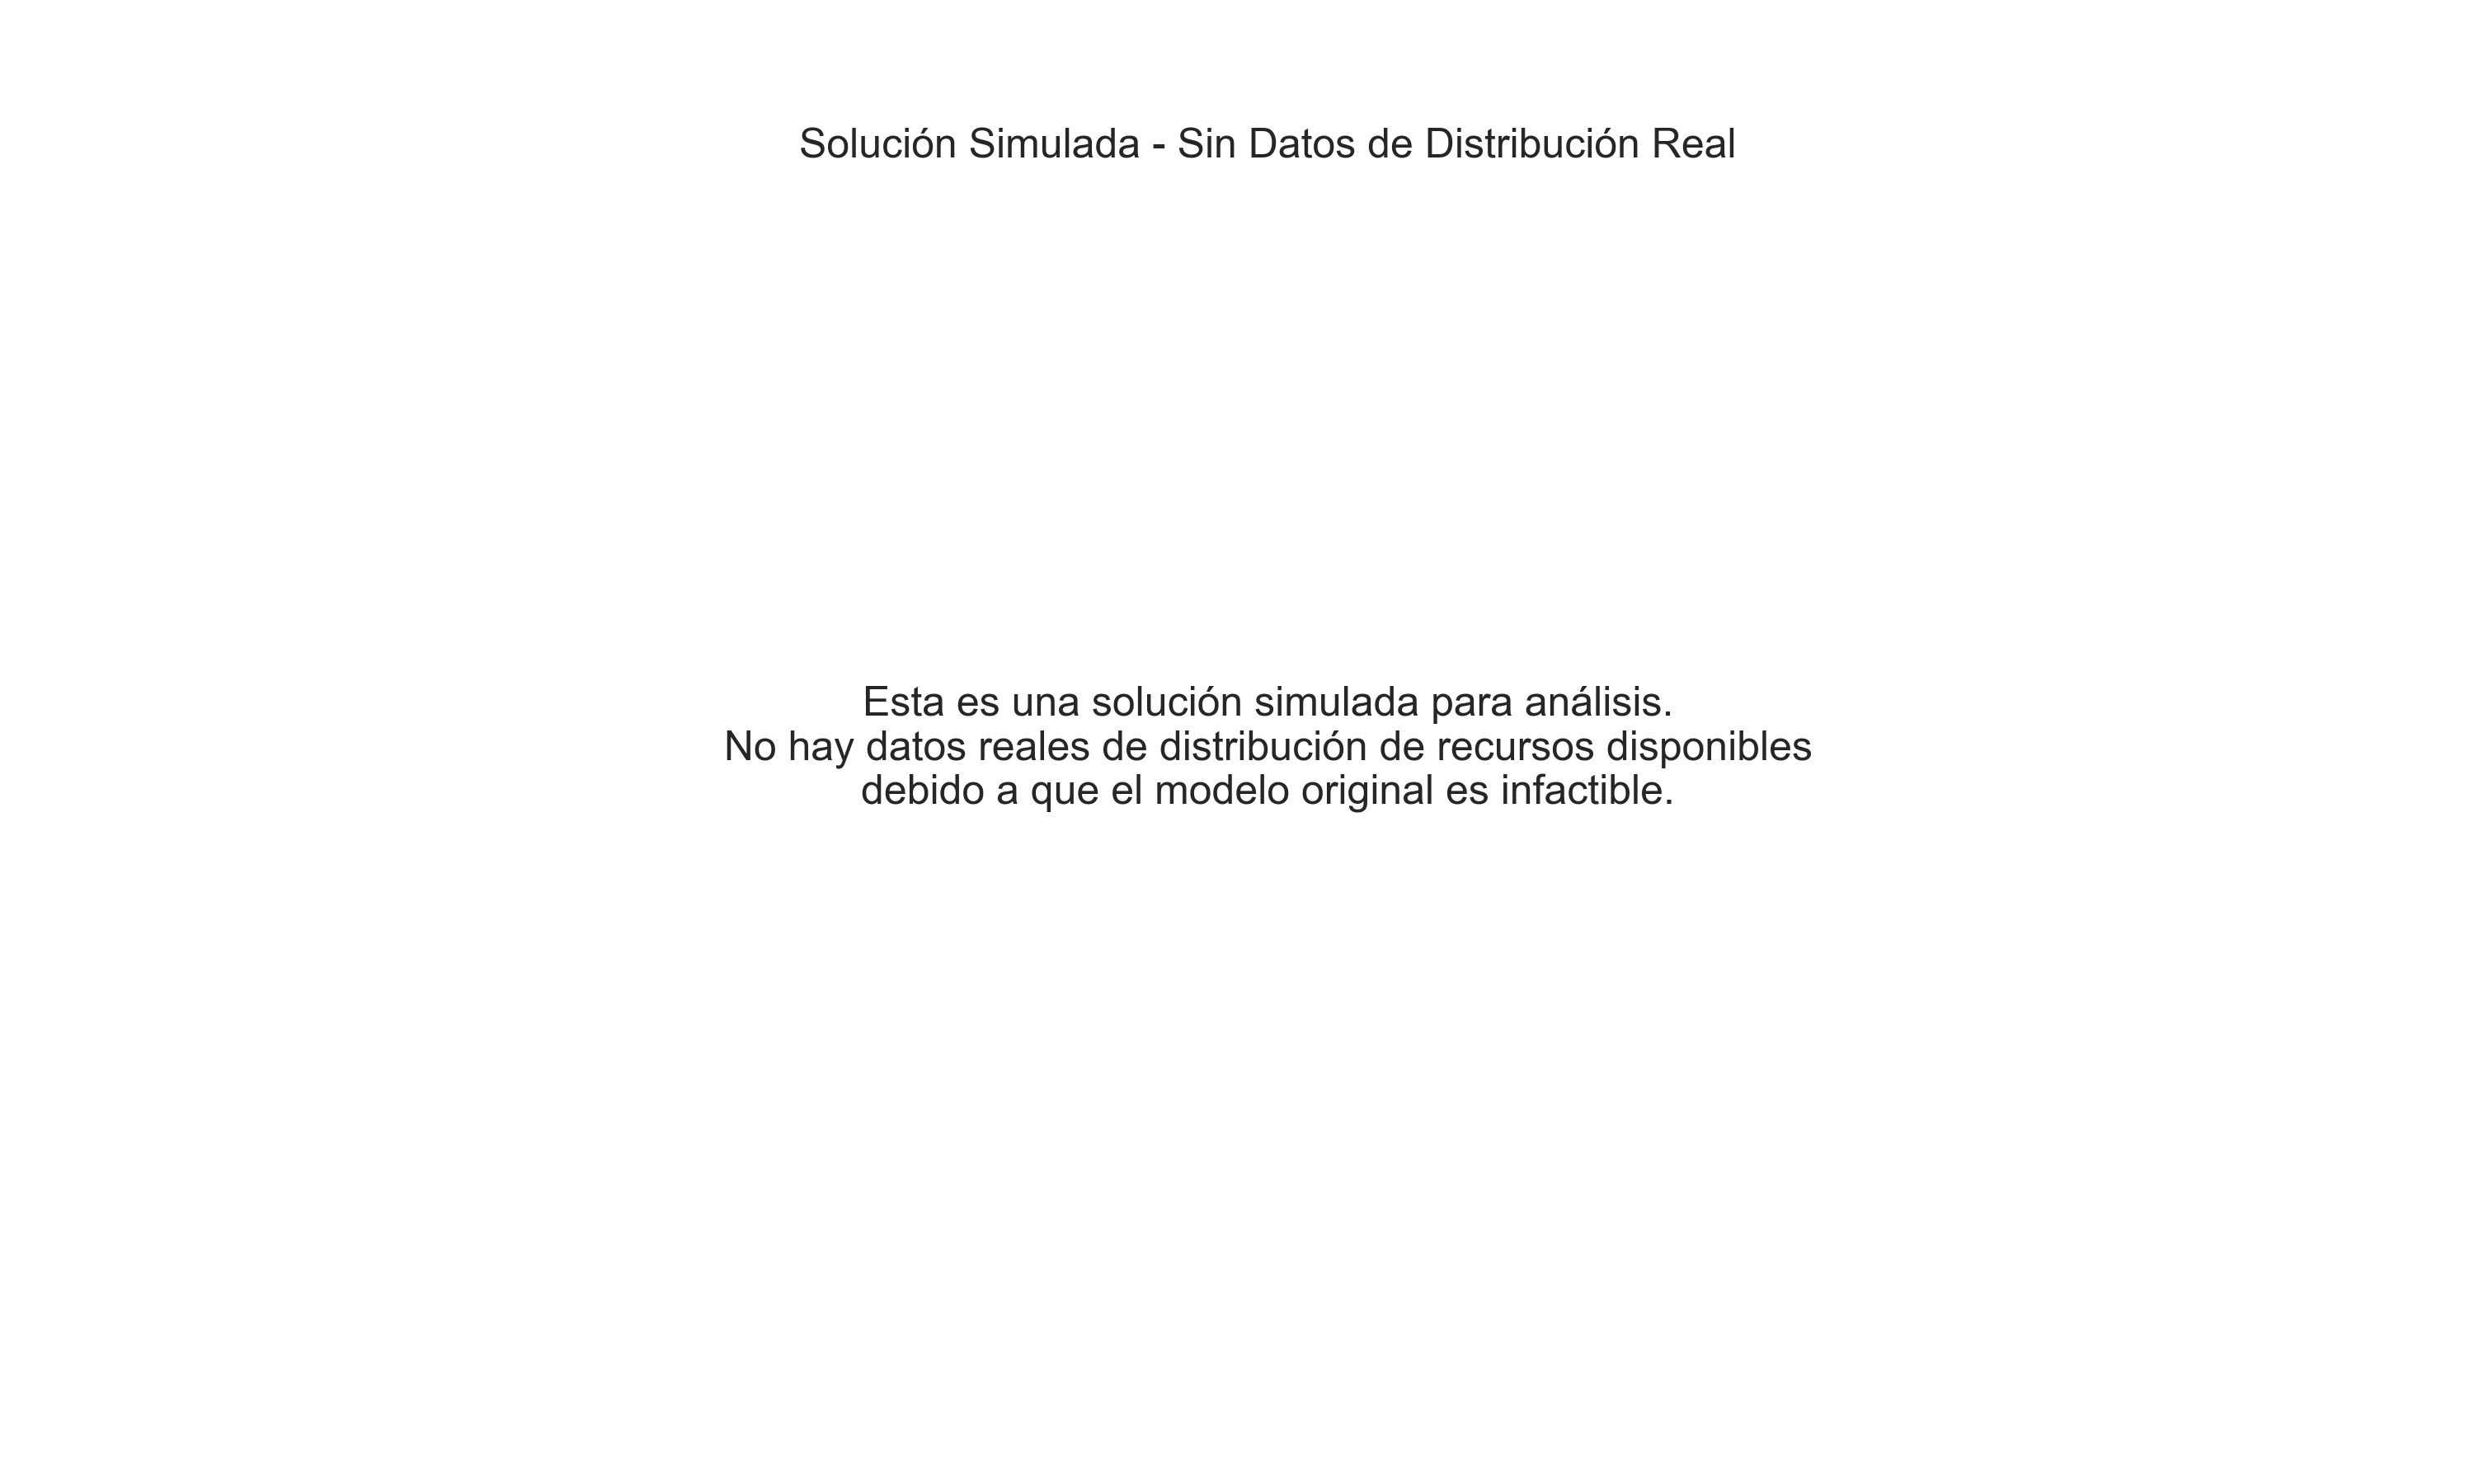 Solución Simulada - Sin Datos de Distribución Real
Esta es una solución simulada para análisis.
No hay datos reales de distribución de recursos disponibles
debido a que el modelo original es infactible.